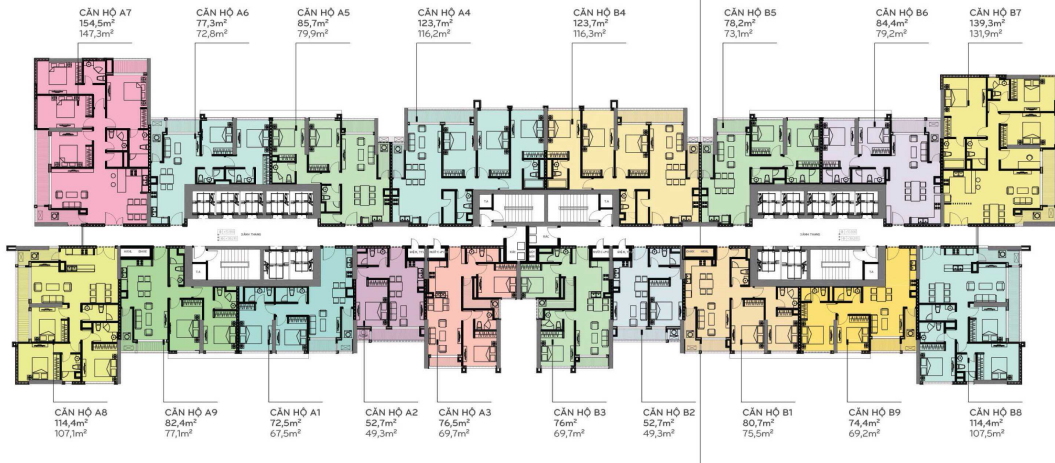 CĂN HỘ A7
154,5m²
147,3m²
CĂN HỘ A6
77,3m²
72,8m²
CĂN HỘ A5
85,7m²
79,9m²
CĂN HỘ A4
123,7m²
116,2m²
CĂN HỘ B4
123,7m²
116,3m²
CĂN HỘ B5
78,2m²
73,1m²
CĂN HỘ B6
84,4m²
79,2m²
CĂN HỘ B7
139,3m²
131,9m²
CĂN HỘ A8
114,4m²
107,1m²
CĂN HỘ A9
82,4m²
77,1m²
CĂN HỘ A1
72,5m²
67,5m²
CĂN HỘ A2
52,7m²
49,3m²
CĂN HỘ A3
76,5m²
69,7m²
CĂN HỘ B3
76m²
69,7m²
CĂN HỘ B2
52,7m²
49,3m²
CĂN HỘ B1
80,7m²
75,5m²
CĂN HỘ B9
74,4m²
69,2m²
CĂN HỘ B8
114,4m²
107,5m²